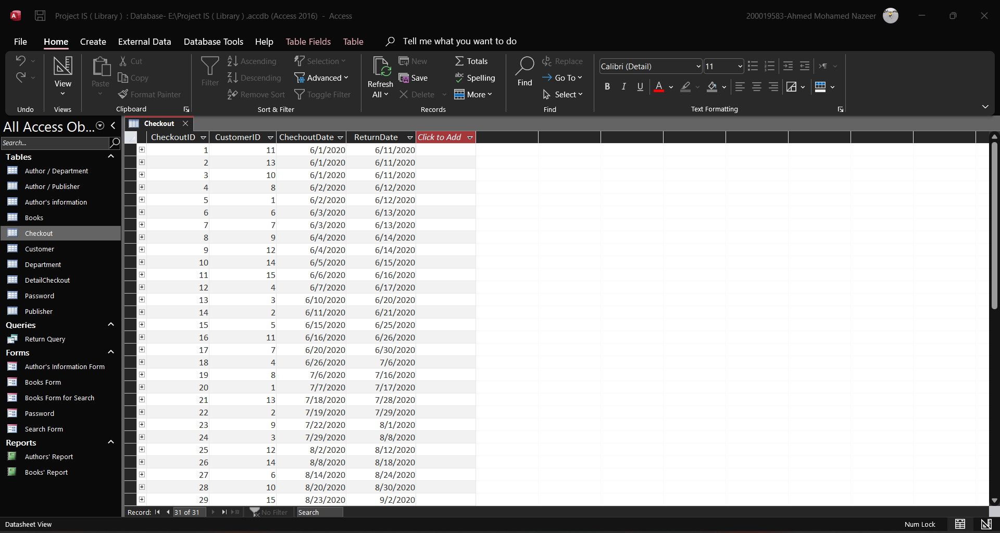 Project IS ( Library ) : Database- E:\Project IS ( Library ) .accdb (Access 2016) - Access
200019583-Ahmed Mohamed Nazeer
File Home Create External Data Database Tools Help Table Fields Table Tell me what you want to do
Undo
View
Views
Paste
Cut
Copy
Format Painter
Clipboard
Filter
Ascending
Descending
Remove Sort
Selection
Advanced
Toggle Filter
Sort & Filter
Refresh
All
New
Save
Delete
Totals
Spelling
More
Records
Find
Replace
Go To
Select
Find
Calibri (Detail) 11
B I U A
Text Formatting
All Access Ob...
Search...
Tables
Author / Department
Author / Publisher
Author's information
Books
Checkout
Customer
Department
DetailCheckout
Password
Publisher
Queries
Return Query
Forms
Author's Information Form
Books Form
Books Form for Search
Password
Search Form
Reports
Authors' Report
Books' Report
Checkout
CheckoutID CustomerID ChechoutDate ReturnDate Click to Add
1 11 6/1/2020 6/11/2020
2 13 6/1/2020 6/11/2020
3 10 6/1/2020 6/11/2020
4 8 6/2/2020 6/12/2020
5 1 6/2/2020 6/12/2020
6 6 6/3/2020 6/13/2020
7 7 6/3/2020 6/13/2020
8 9 6/4/2020 6/14/2020
9 12 6/4/2020 6/14/2020
10 14 6/5/2020 6/15/2020
11 15 6/6/2020 6/16/2020
12 4 6/7/2020 6/17/2020
13 3 6/10/2020 6/20/2020
14 2 6/11/2020 6/21/2020
15 5 6/15/2020 6/25/2020
16 11 6/16/2020 6/26/2020
17 7 6/20/2020 6/30/2020
18 4 6/26/2020 7/6/2020
19 8 7/6/2020 7/16/2020
20 1 7/7/2020 7/17/2020
21 13 7/18/2020 7/28/2020
22 2 7/19/2020 7/29/2020
23 9 7/22/2020 8/1/2020
24 3 7/29/2020 8/8/2020
25 12 8/2/2020 8/12/2020
26 14 8/8/2020 8/18/2020
27 6 8/14/2020 8/24/2020
28 10 8/20/2020 8/30/2020
29 15 8/23/2020 9/2/2020
Record: 31 of 31 No Filter Search
Datasheet View
Num Lock